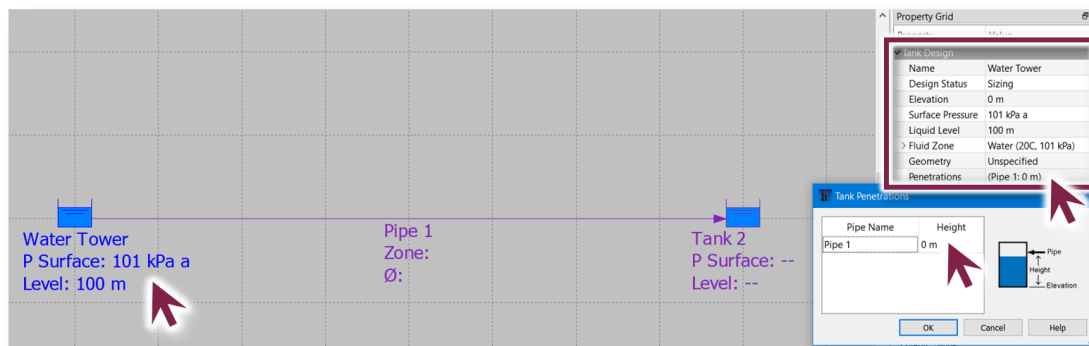 Property Grid
Property Value
Tank Design
Name Water Tower
Design Status Sizing
Elevation 0 m
Surface Pressure 101 kPa a
Liquid Level 100 m
Fluid Zone Water (20C, 101 kPa)
Geometry Unspecified
Penetrations (Pipe 1: 0 m)
Water Tower
P Surface: 101 kPa a
Level: 100 m
Pipe 1
Zone:
Ø:
Tank 2
P Surface: --
Level: --
Tank Penetrations
Pipe Name Height
Pipe 1 0 m
Pipe
Height
Elevation
OK Cancel Help